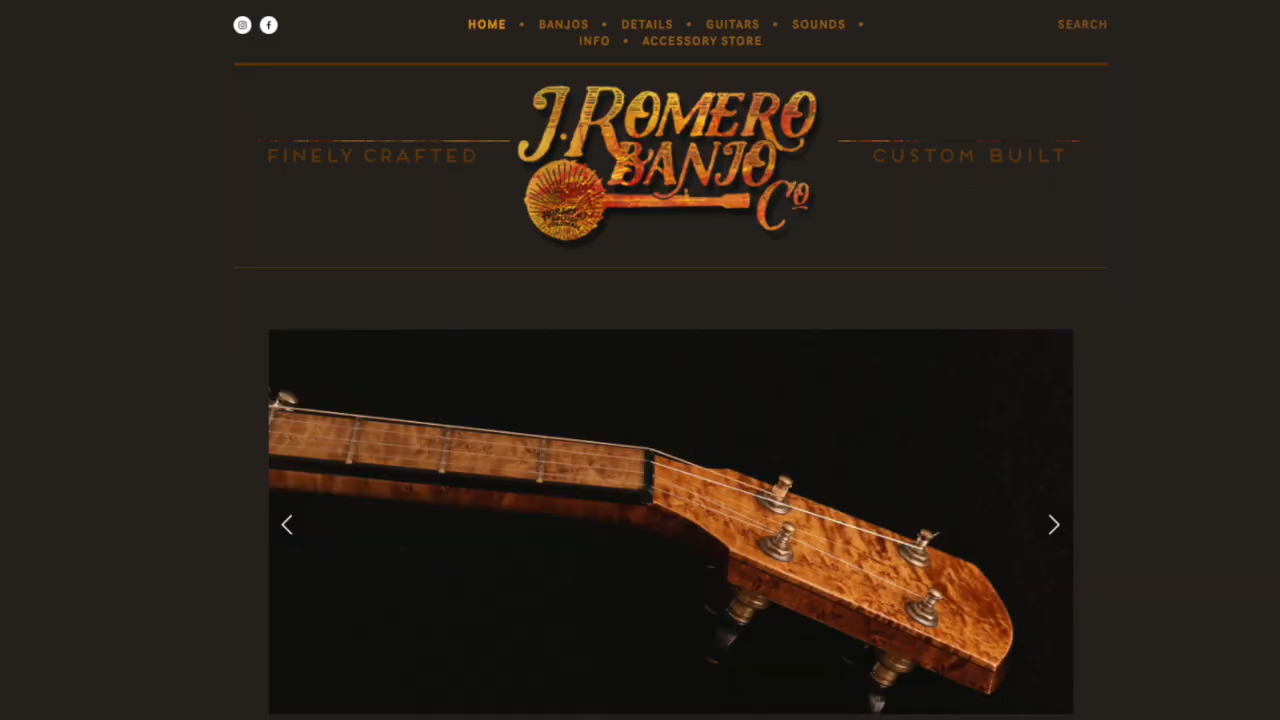 HOME • BANJOS • DETAILS • GUITARS • SOUNDS •
INFO • ACCESSORY STORE
SEARCH
J. ROMERO
BANJO
Co
FINELY CRAFTED
CUSTOM BUILT